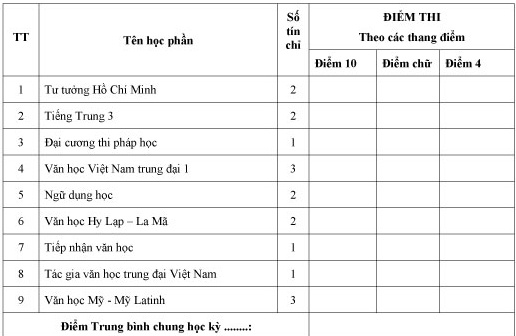 TT
Tên học phần
Số
tín
chỉ
ĐIỂM THI
Theo các thang điểm
Điểm 10 Điểm chữ Điểm 4
1 Tư tưởng Hồ Chí Minh 2
2 Tiếng Trung 3 2
3 Đại cương thi pháp học 1
4 Văn học Việt Nam trung đại 1 3
5 Ngữ dụng học 2
6 Văn học Hy Lạp – La Mã 2
7 Tiếp nhận văn học 1
8 Tác gia văn học trung đại Việt Nam 1
9 Văn học Mỹ - Mỹ Latinh 3
Điểm Trung bình chung học kỳ ........: